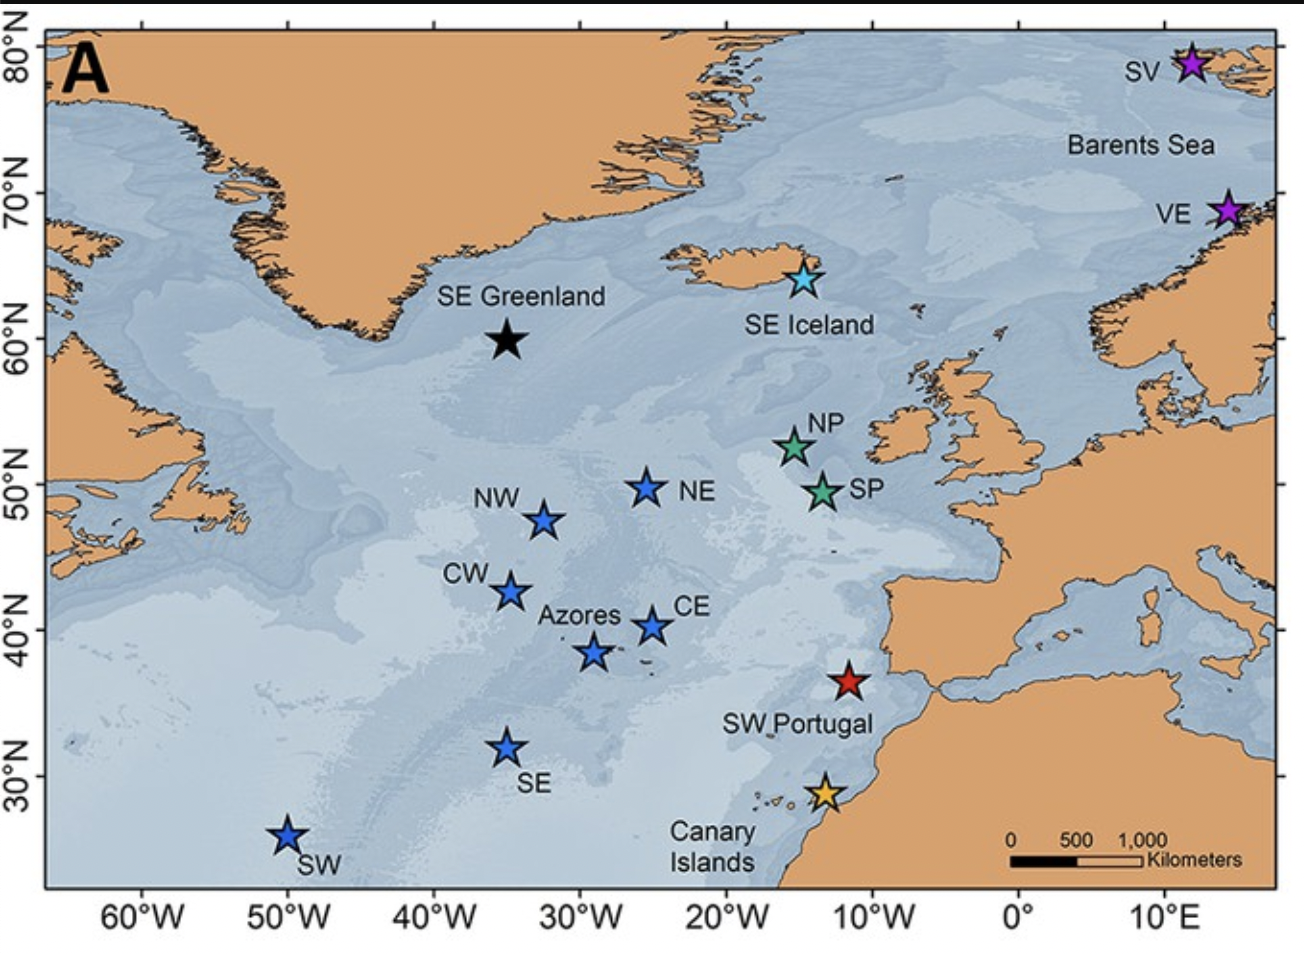 A
80°N
70°N
60°N
50°N
40°N
30°N
SV
Barents Sea
VE
SE Greenland
SE Iceland
NP
SP
NE
NW
CW
Azores
CE
SW Portugal
SE
SW
Canary
Islands
0 500 1,000
Kilometers
60°W 50°W 40°W 30°W 20°W 10°W 0° 10°E